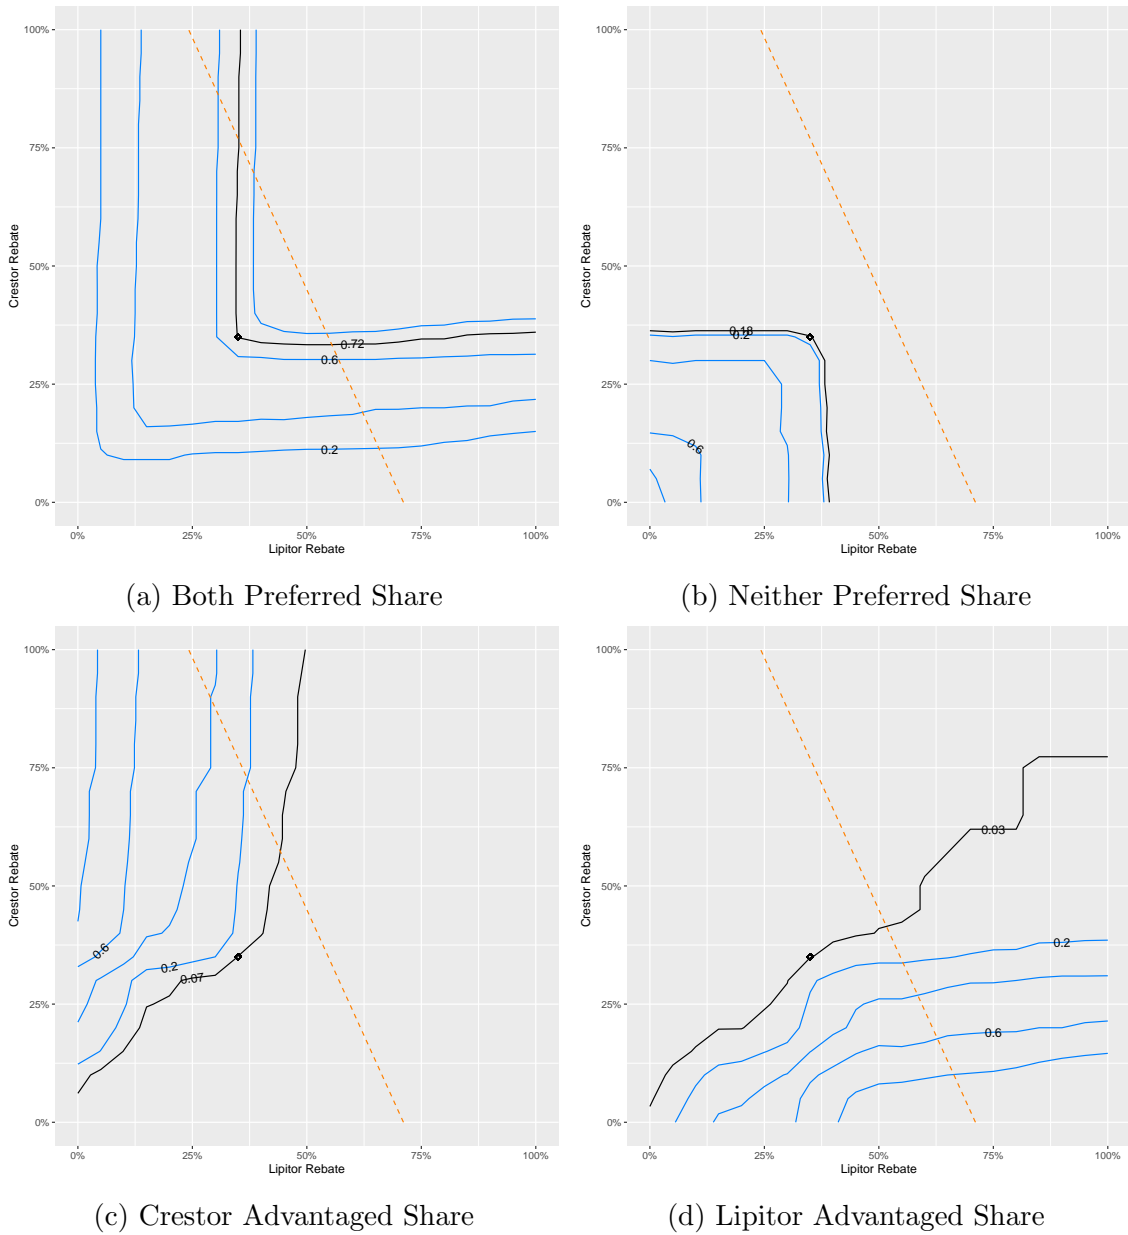 100%
75%
50%
25%
0%
Crestor Rebate
0.72
0.6
0.2
0% 25% 50% 75% 100%
Lipitor Rebate
(a) Both Preferred Share
100%
75%
50%
25%
0%
Crestor Rebate
0.18
0.2
0.6
0% 25% 50% 75% 100%
Lipitor Rebate
(b) Neither Preferred Share
100%
75%
50%
25%
0%
Crestor Rebate
0.6
0.2
0.07
0% 25% 50% 75% 100%
Lipitor Rebate
(c) Crestor Advantaged Share
100%
75%
50%
25%
0%
Crestor Rebate
0.03
0.2
0.6
0% 25% 50% 75% 100%
Lipitor Rebate
(d) Lipitor Advantaged Share